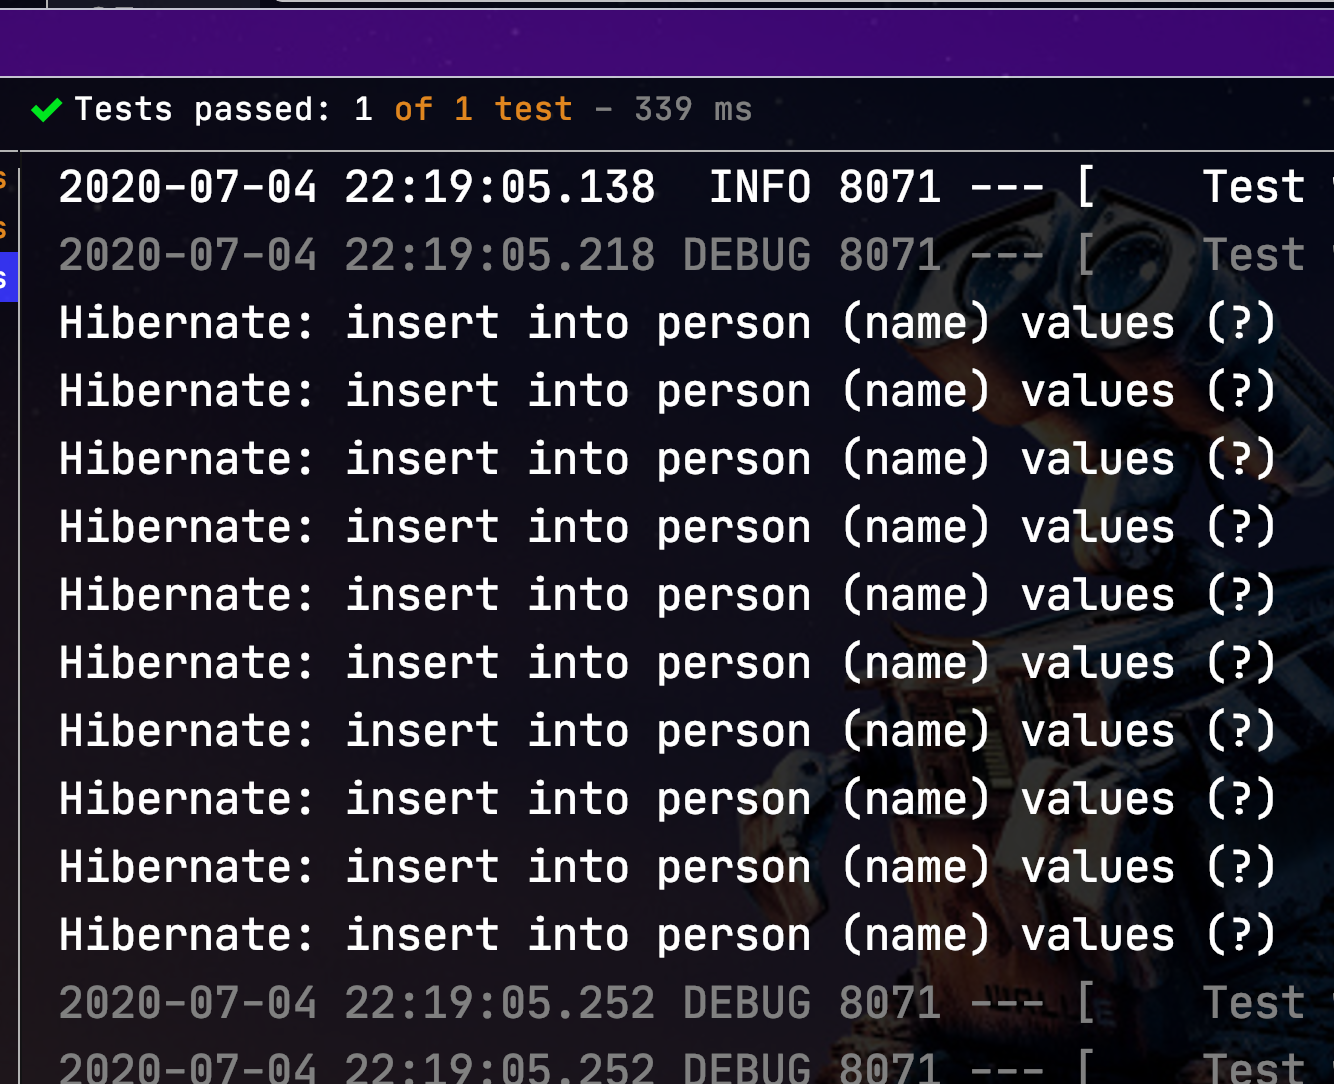 Tests passed: 1 of 1 test – 339 ms
2020-07-04 22:19:05.138  INFO 8071 --- [    Test
2020-07-04 22:19:05.218 DEBUG 8071 --- [    Test
Hibernate: insert into person (name) values (?)
Hibernate: insert into person (name) values (?)
Hibernate: insert into person (name) values (?)
Hibernate: insert into person (name) values (?)
Hibernate: insert into person (name) values (?)
Hibernate: insert into person (name) values (?)
Hibernate: insert into person (name) values (?)
Hibernate: insert into person (name) values (?)
Hibernate: insert into person (name) values (?)
Hibernate: insert into person (name) values (?)
2020-07-04 22:19:05.252 DEBUG 8071 --- [    Test
2020-07-04 22:19:05.252 DEBUG 8071 --- [    Test